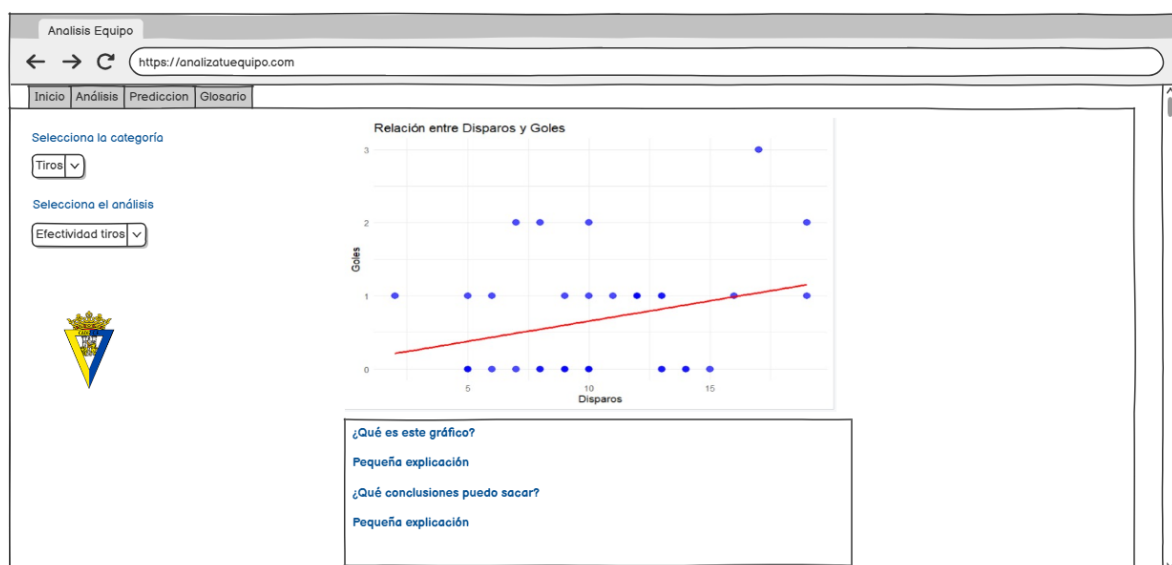 Analisis Equipo
https://analizatuequipo.com
Inicio Análisis Prediccion Glosario
Selecciona la categoría
Tiros
Selecciona el análisis
Efectividad tiros
Relación entre Disparos y Goles
Goles
3
2
1
0
5 10 15
Disparos
¿Qué es este gráfico?
Pequeña explicación
¿Qué conclusiones puedo sacar?
Pequeña explicación